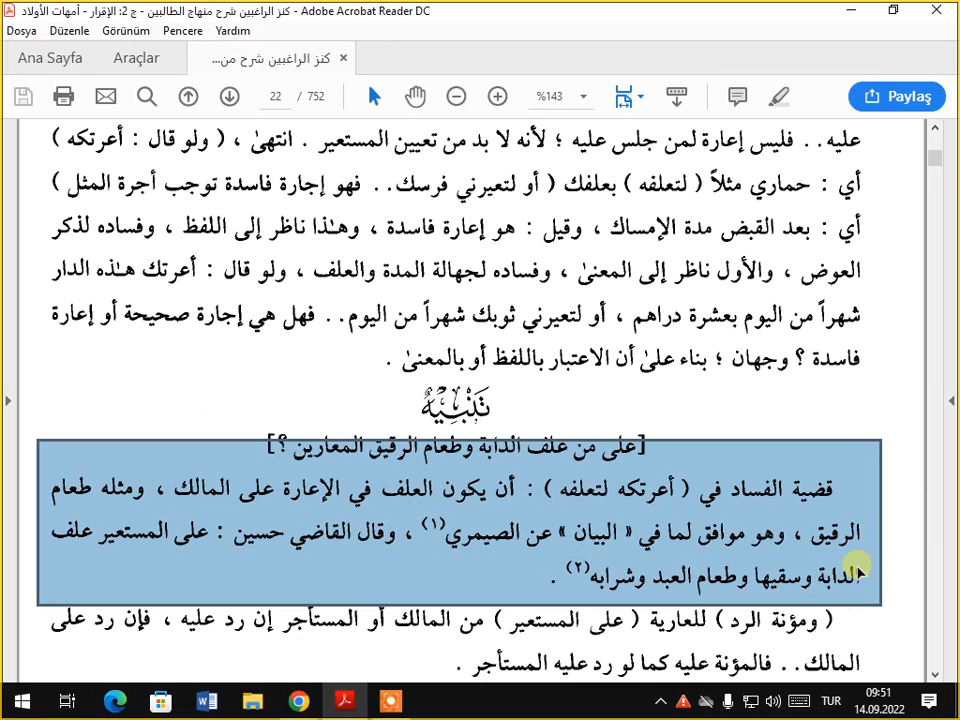 كنز الراغبين شرح منهاج الطالبين - ج 2: الإقرار - أمهات الأولاد - Adobe Acrobat Reader DC
Dosya Düzenle Görünüm Pencere Yardım
Ana Sayfa Araçlar كنز الراغبين شرح من... ×
22 / 752 %143 Paylaş
عليه . . فليس إعارة لمن جلس عليه ؛ لأنه لا بد من تعيين المستعير . انتهىٰ ، ( ولو قال : أعرتكه )
أي : حماري مثلاً ( لتعلفه ) بعلفك ( أو لتعيرني فرسك . . فهو إجارة فاسدة توجب أجرة المثل )
أي : بعد القبض مدة الإمساك ، وقيل : هو إعارة فاسدة ، وهـٰذا ناظر إلى اللفظ ، وفساده لذكر
العوض ، والأول ناظر إلى المعنىٰ ، وفساده لجهالة المدة والعلف ، ولو قال : أعرتك هـٰذه الدار
شهراً من اليوم بعشرة دراهم ، أو لتعيرني ثوبك شهراً من اليوم . . فهل هي إجارة صحيحة أو إعارة
فاسدة ؟ وجهان ؛ بناء علىٰ أن الاعتبار باللفظ أو بالمعنىٰ .
تَنْبِيْهٌ
[على من علف الدابة وطعام الرقيق المعارين ؟]
قضية الفساد في ( أعرتكه لتعلفه ) : أن يكون العلف في الإعارة على المالك ، ومثله طعام
الرقيق ، وهو موافق لما في « البيان » عن الصيمري(١) ، وقال القاضي حسين : على المستعير علف
الدابة وسقيها وطعام العبد وشرابه(٢) .
( ومؤنة الرد ) للعارية ( على المستعير ) من المالك أو المستأجر إن رد عليه ، فإن رد على
المالك . . فالمؤنة عليه كما لو رد عليه المستأجر .
TUR 09:51
14.09.2022